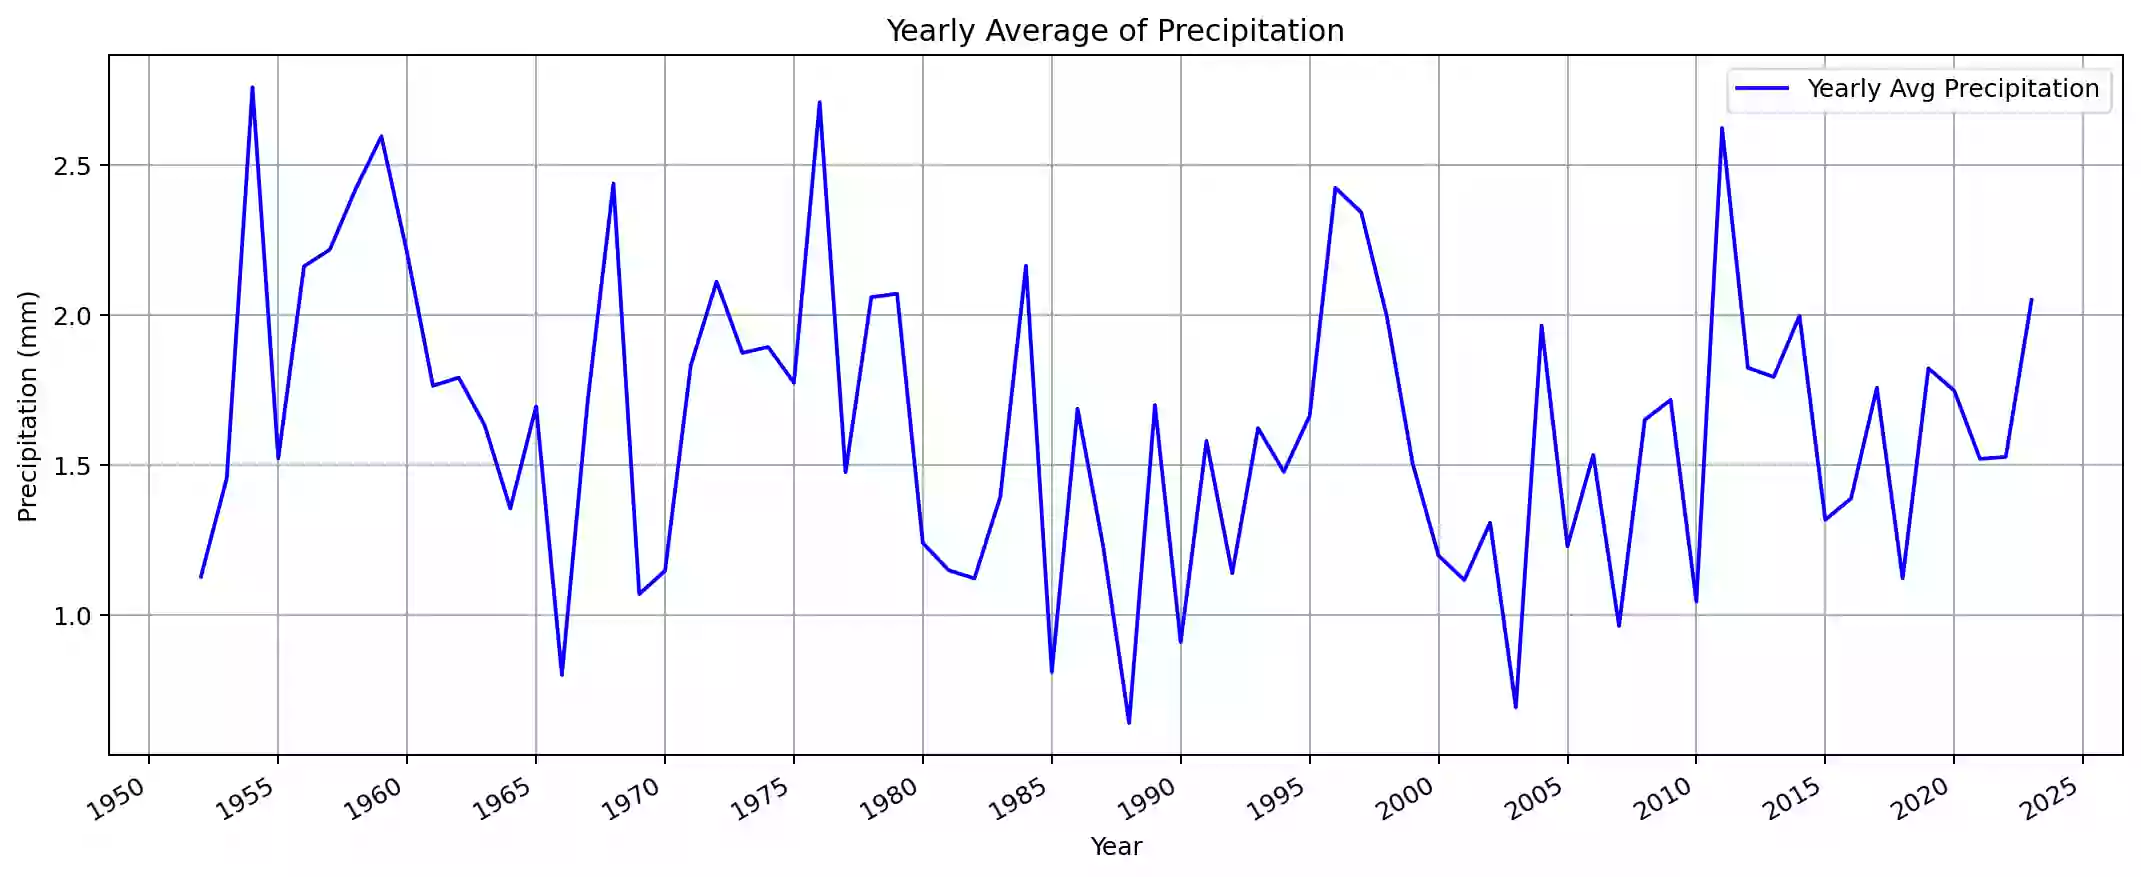 Yearly Average of Precipitation
Yearly Avg Precipitation
Precipitation (mm)
2.5
2.0
1.5
1.0
1950 1955 1960 1965 1970 1975 1980 1985 1990 1995 2000 2005 2010 2015 2020 2025
Year